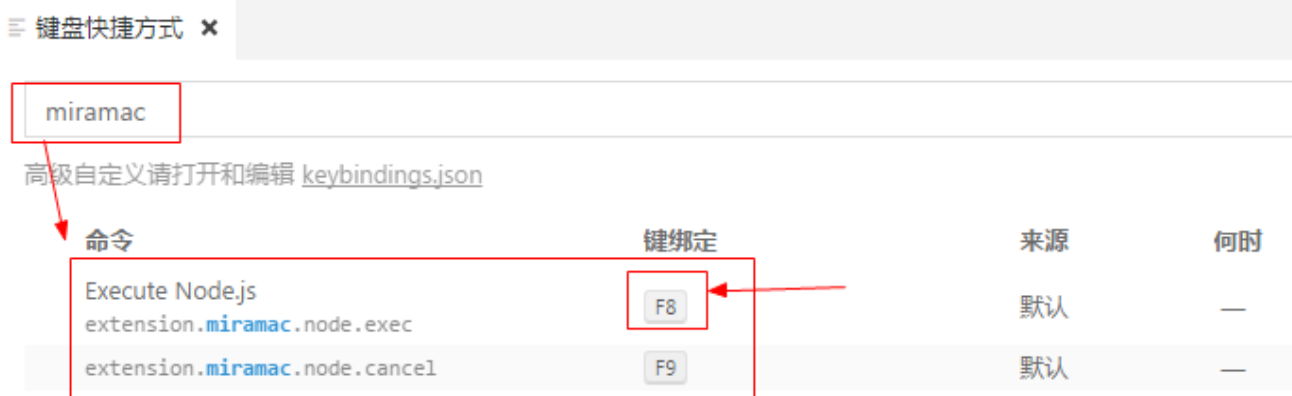 键盘快捷方式
miramac
高级自定义请打开和编辑 keybindings.json
命令 键绑定 来源 何时
Execute Node.js
extension.miramac.node.exec F8 默认 —
extension.miramac.node.cancel F9 默认 —